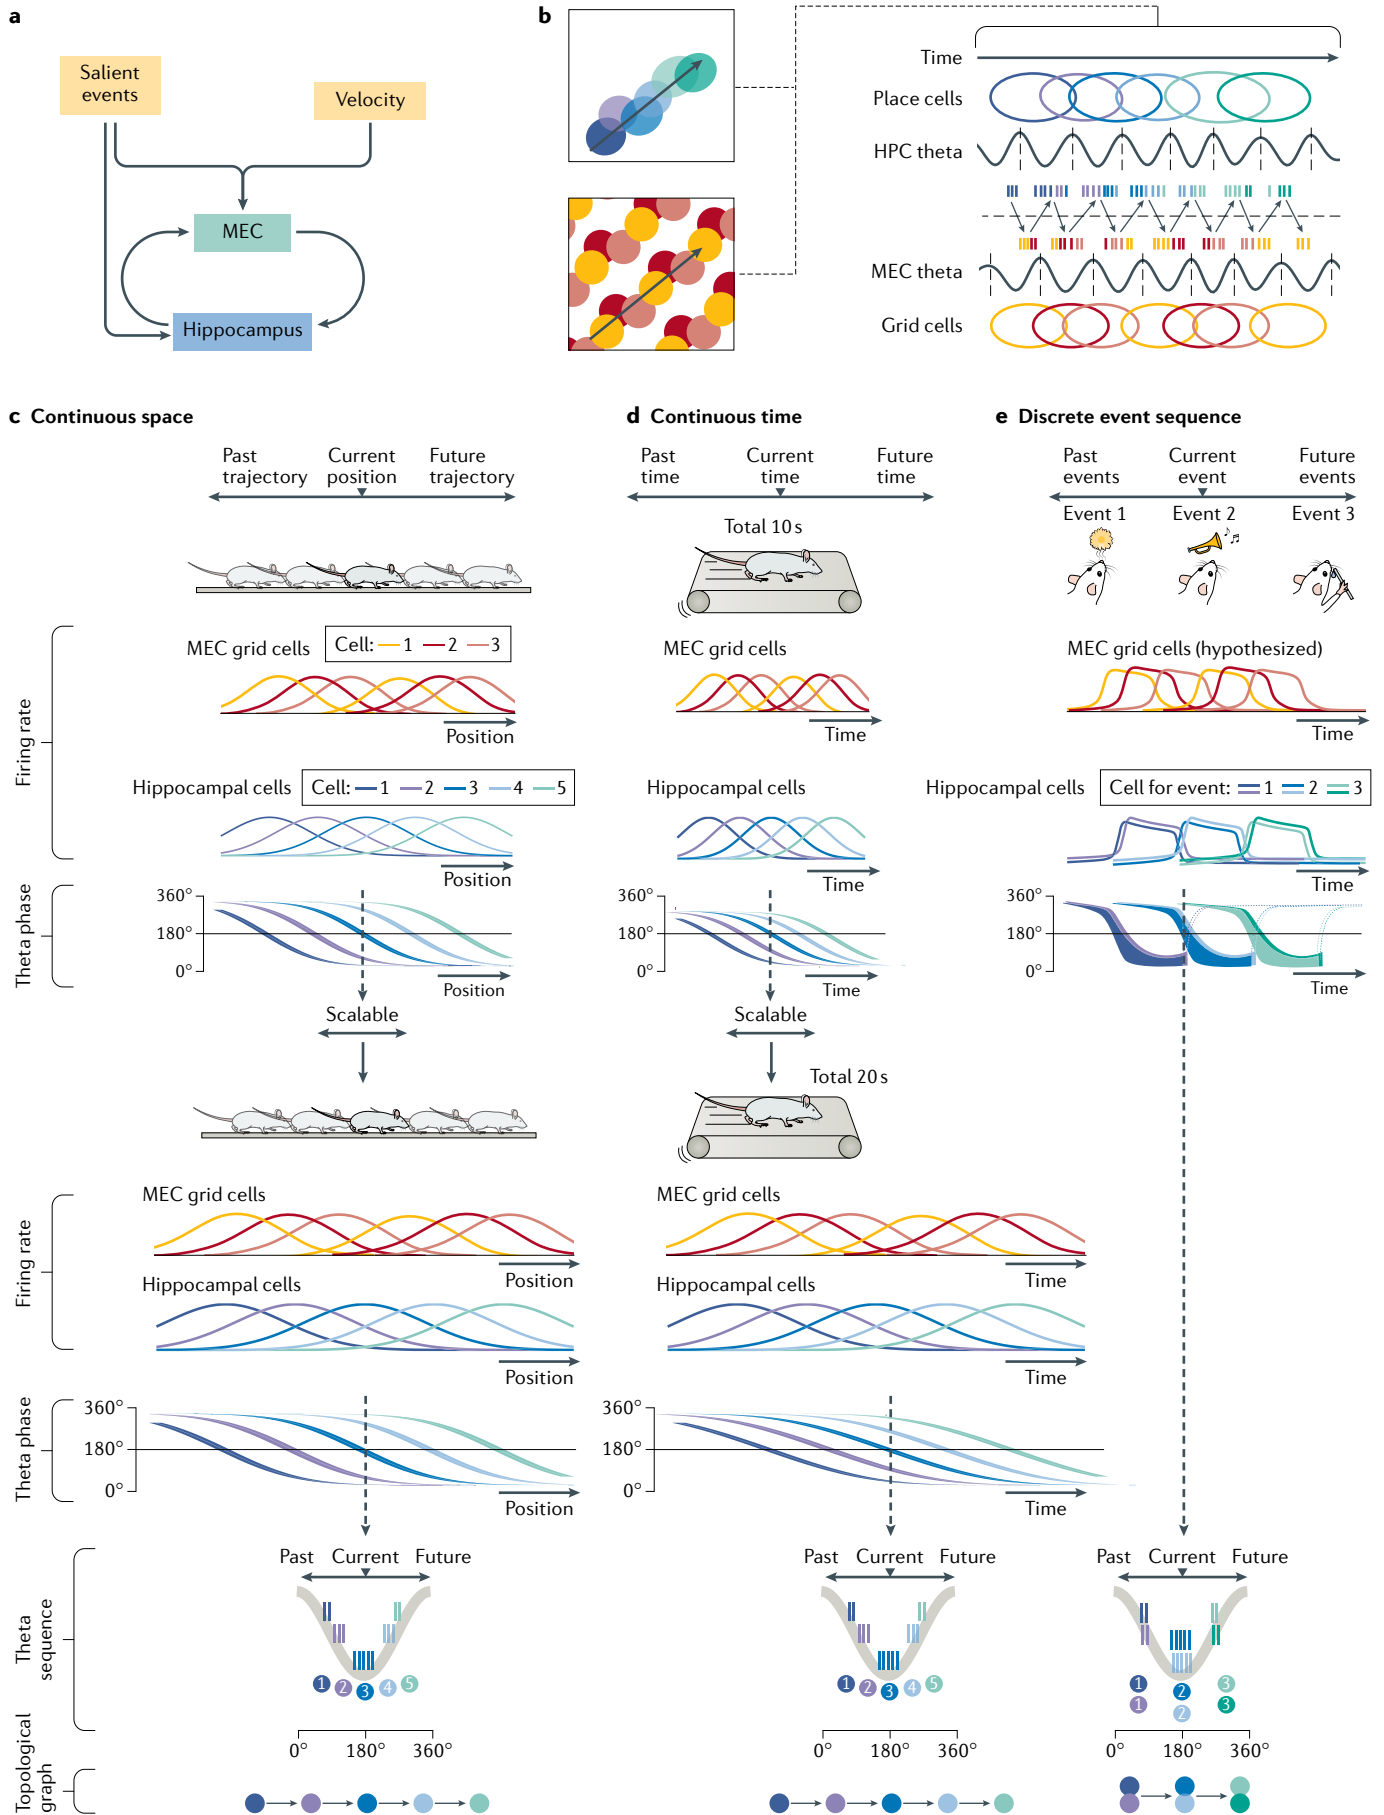 a
Salient
events
Velocity
MEC
Hippocampus
b
Time
Place cells
HPC theta
MEC theta
Grid cells
c Continuous space
Past
trajectory
Current
position
Future
trajectory
MEC grid cells
Cell: 1 2 3
Position
Firing rate
Hippocampal cells
Cell: 1 2 3 4 5
Position
Theta phase
360°
180°
0°
Position
Scalable
MEC grid cells
Position
Firing rate
Hippocampal cells
Position
Theta phase
360°
180°
0°
Position
Past Current Future
Theta
sequence
1 2 3 4 5
0° 180° 360°
Topological
graph
d Continuous time
Past
time
Current
time
Future
time
Total 10 s
MEC grid cells
Time
Hippocampal cells
Time
360°
180°
0°
Time
Scalable
Total 20 s
MEC grid cells
Time
Hippocampal cells
Time
360°
180°
0°
Time
Past Current Future
1 2 3 4 5
0° 180° 360°
e Discrete event sequence
Past
events
Current
event
Future
events
Event 1 Event 2 Event 3
MEC grid cells (hypothesized)
Time
Hippocampal cells
Cell for event: 1 2 3
Time
360°
180°
0°
Time
Past Current Future
1 2 3
1 2 3
0° 180° 360°